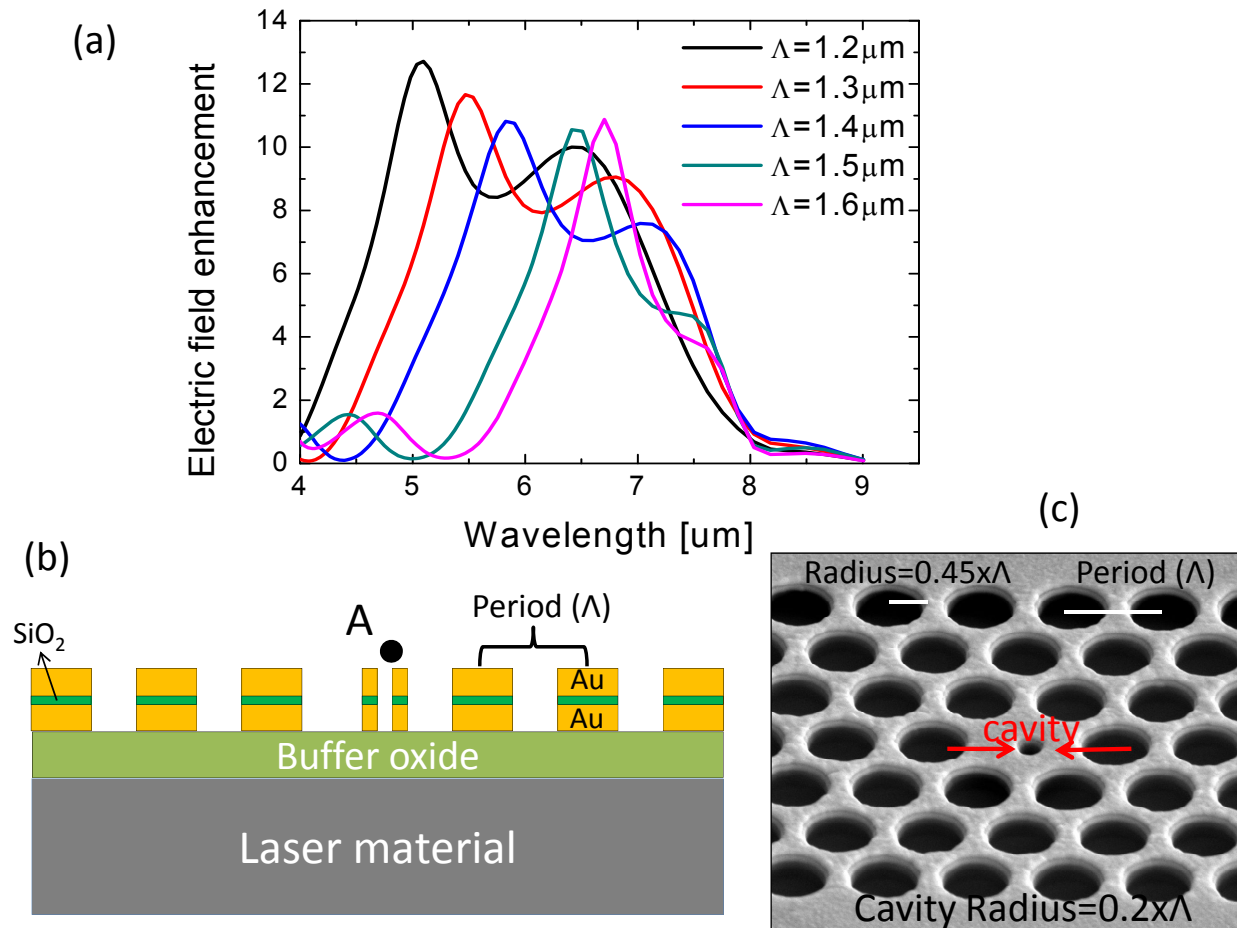 (a)
Electric field enhancement
14
12
10
8
6
4
2
0
4
5
6
7
8
9
Wavelength [um]
Λ=1.2μm
Λ=1.3μm
Λ=1.4μm
Λ=1.5μm
Λ=1.6μm
(b)
SiO2
A
Period (Λ)
Au
Au
Buffer oxide
Laser material
(c)
Radius=0.45xΛ
Period (Λ)
cavity
Cavity Radius=0.2xΛ